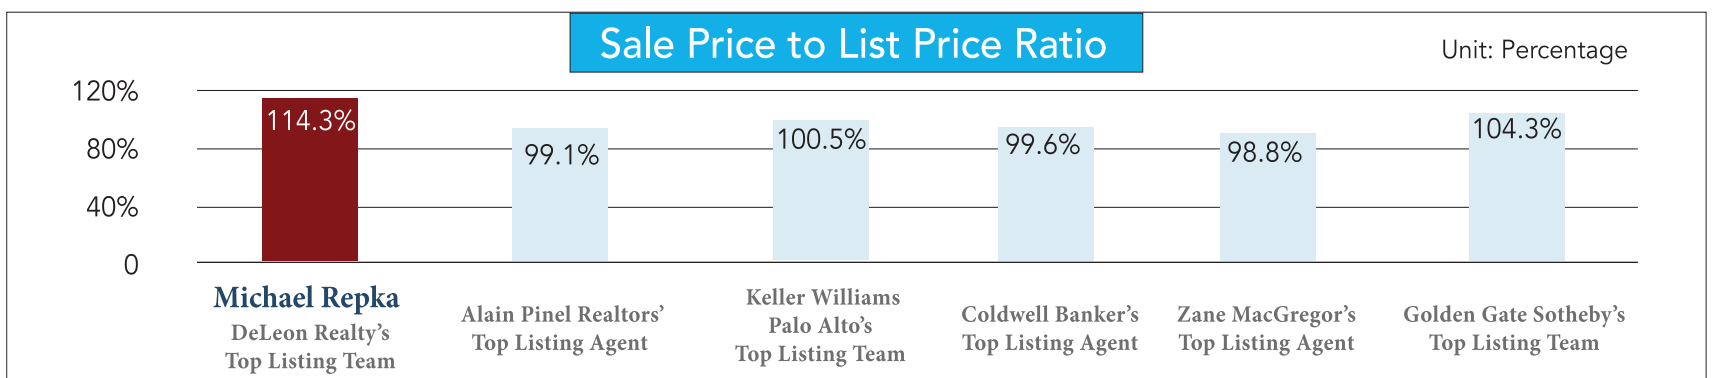 Sale Price to List Price Ratio
Unit: Percentage
120%
80%
40%
0
114.3%
99.1%
100.5%
99.6%
98.8%
104.3%
Michael Repka
DeLeon Realty’s
Top Listing Team
Alain Pinel Realtors’
Top Listing Agent
Keller Williams
Palo Alto’s
Top Listing Team
Coldwell Banker’s
Top Listing Agent
Zane MacGregor’s
Top Listing Agent
Golden Gate Sotheby’s
Top Listing Team